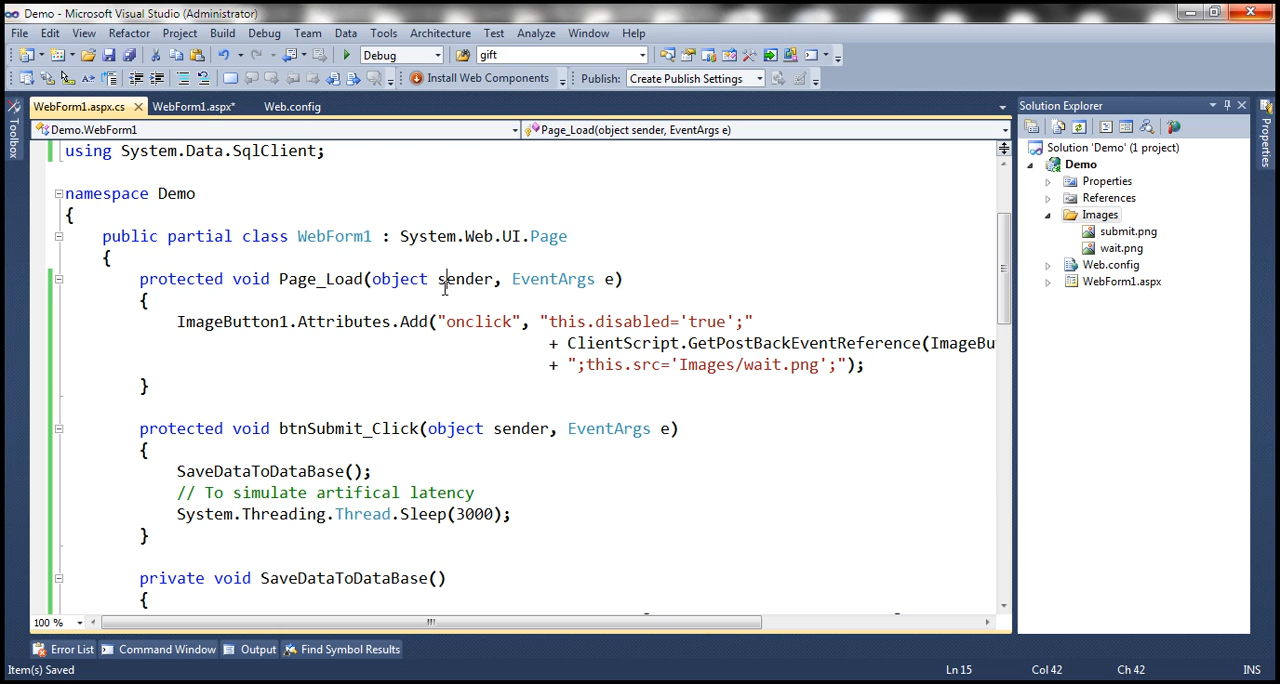 Demo - Microsoft Visual Studio (Administrator)
File Edit View Refactor Project Build Debug Team Data Tools Architecture Test Analyze Window Help
Debug gift
Install Web Components Publish: Create Publish Settings
WebForm1.aspx.cs WebForm1.aspx* Web.config
Demo.WebForm1 Page_Load(object sender, EventArgs e)
Toolbox
using System.Data.SqlClient;
namespace Demo
{
public partial class WebForm1 : System.Web.UI.Page
{
protected void Page_Load(object sender, EventArgs e)
{
ImageButton1.Attributes.Add("onclick", "this.disabled='true';"
+ ClientScript.GetPostBackEventReference(ImageBu
+ ";this.src='Images/wait.png';");
}
protected void btnSubmit_Click(object sender, EventArgs e)
{
SaveDataToDataBase();
// To simulate artifical latency
System.Threading.Thread.Sleep(3000);
}
private void SaveDataToDataBase()
{
100 %
Solution Explorer
Solution 'Demo' (1 project)
Demo
Properties
References
Images
submit.png
wait.png
Web.config
WebForm1.aspx
Properties
Error List Command Window Output Find Symbol Results
Item(s) Saved Ln 15 Col 42 Ch 42 INS